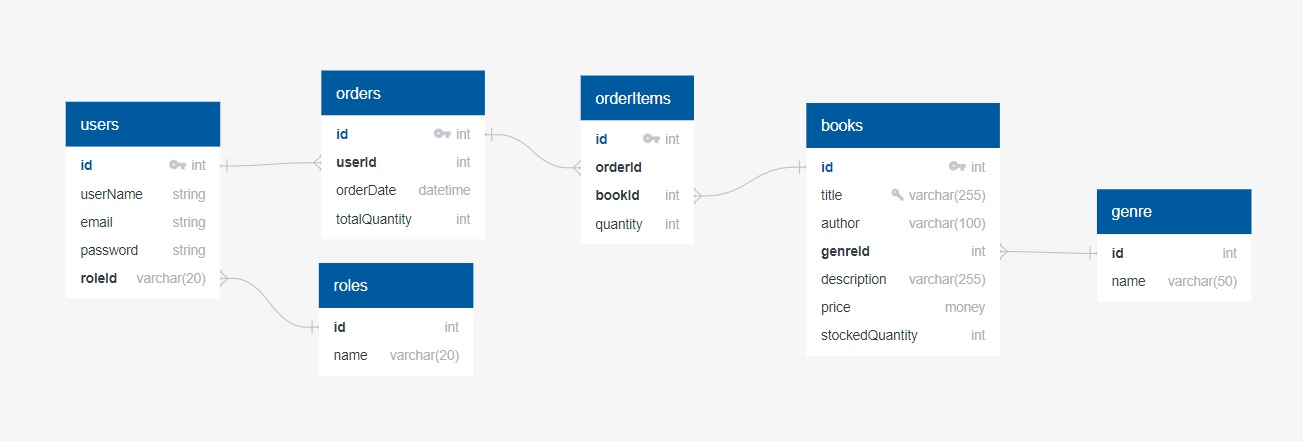 users
id int
userName string
email string
password string
roleId varchar(20)
orders
id int
userId int
orderDate datetime
totalQuantity int
roles
id int
name varchar(20)
orderItems
id int
orderId
bookId int
quantity int
books
id int
title varchar(255)
author varchar(100)
genreId int
description varchar(255)
price money
stockedQuantity int
genre
id int
name varchar(50)